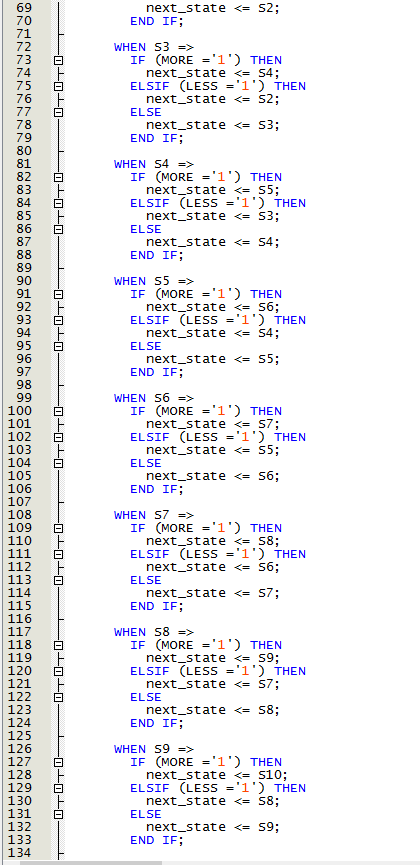 69 next_state <= S2;
70 END IF;
71
72 WHEN S3 =>
73 IF (MORE ='1') THEN
74 next_state <= S4;
75 ELSIF (LESS ='1') THEN
76 next_state <= S2;
77 ELSE
78 next_state <= S3;
79 END IF;
80
81 WHEN S4 =>
82 IF (MORE ='1') THEN
83 next_state <= S5;
84 ELSIF (LESS ='1') THEN
85 next_state <= S3;
86 ELSE
87 next_state <= S4;
88 END IF;
89
90 WHEN S5 =>
91 IF (MORE ='1') THEN
92 next_state <= S6;
93 ELSIF (LESS ='1') THEN
94 next_state <= S4;
95 ELSE
96 next_state <= S5;
97 END IF;
98
99 WHEN S6 =>
100 IF (MORE ='1') THEN
101 next_state <= S7;
102 ELSIF (LESS ='1') THEN
103 next_state <= S5;
104 ELSE
105 next_state <= S6;
106 END IF;
107
108 WHEN S7 =>
109 IF (MORE ='1') THEN
110 next_state <= S8;
111 ELSIF (LESS ='1') THEN
112 next_state <= S6;
113 ELSE
114 next_state <= S7;
115 END IF;
116
117 WHEN S8 =>
118 IF (MORE ='1') THEN
119 next_state <= S9;
120 ELSIF (LESS ='1') THEN
121 next_state <= S7;
122 ELSE
123 next_state <= S8;
124 END IF;
125
126 WHEN S9 =>
127 IF (MORE ='1') THEN
128 next_state <= S10;
129 ELSIF (LESS ='1') THEN
130 next_state <= S8;
131 ELSE
132 next_state <= S9;
133 END IF;
134